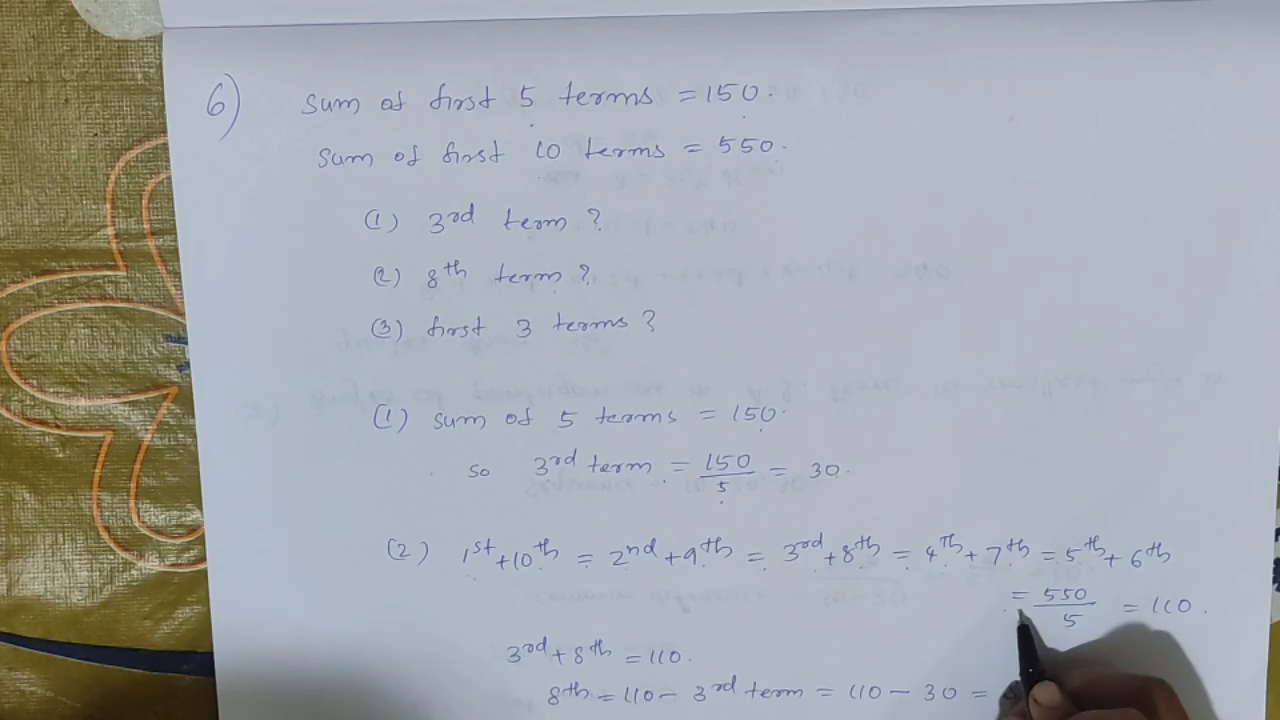 6) Sum of first 5 terms = 150.
Sum of first 10 terms = 550.
(1) 3rd term ?
(2) 8th term ?
(3) first 3 terms ?
(1) sum of 5 terms = 150.
so 3rd term = 150/5 = 30.
(2) 1st + 10th = 2nd + 9th = 3rd + 8th = 4th + 7th = 5th + 6th
= 550/5 = 110.
3rd + 8th = 110.
8th = 110 - 3rd term = 110 - 30 =